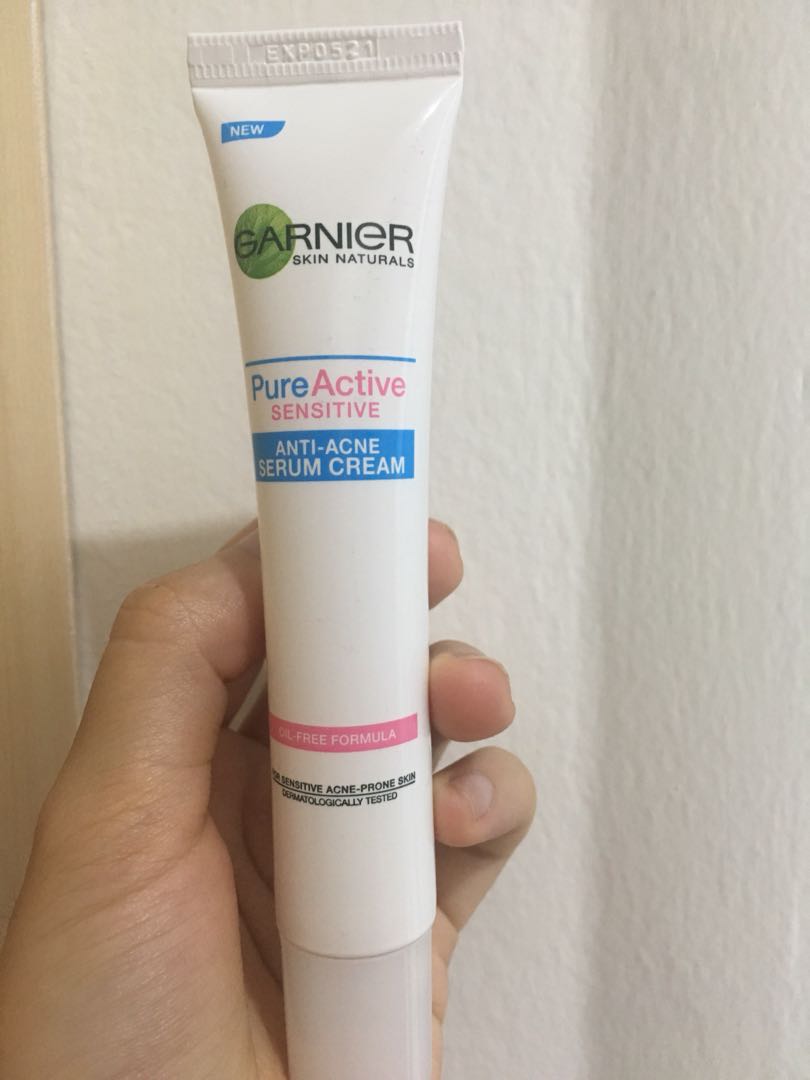 EXP0521
NEW
GARNIER
SKIN NATURALS
PureActive
SENSITIVE
ANTI-ACNE
SERUM CREAM
OIL-FREE FORMULA
FOR SENSITIVE ACNE-PRONE SKIN
DERMATOLOGICALLY TESTED